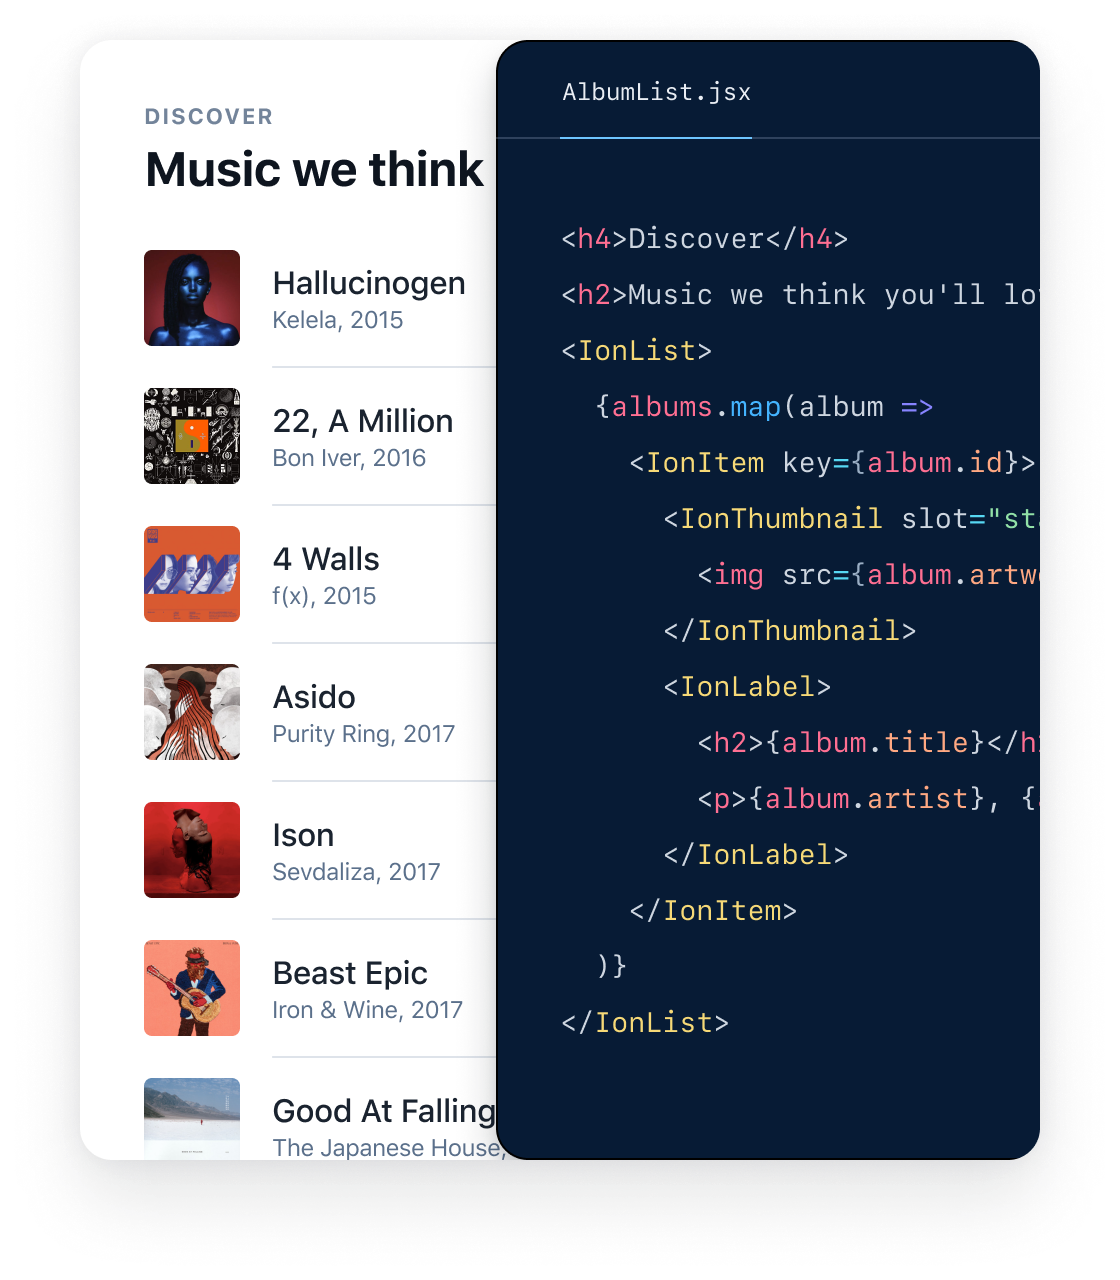 DISCOVER
Music we think
Hallucinogen
Kelela, 2015
22, A Million
Bon Iver, 2016
4 Walls
f(x), 2015
Asido
Purity Ring, 2017
Ison
Sevdaliza, 2017
Beast Epic
Iron & Wine, 2017
Good At Falling
The Japanese House,
AlbumList.jsx
<h4>Discover</h4>
<h2>Music we think you'll lo
<IonList>
{albums.map(album =>
<IonItem key={album.id}>
<IonThumbnail slot="st
<img src={album.artw
</IonThumbnail>
<IonLabel>
<h2>{album.title}</h
<p>{album.artist}, {
</IonLabel>
</IonItem>
)}
</IonList>